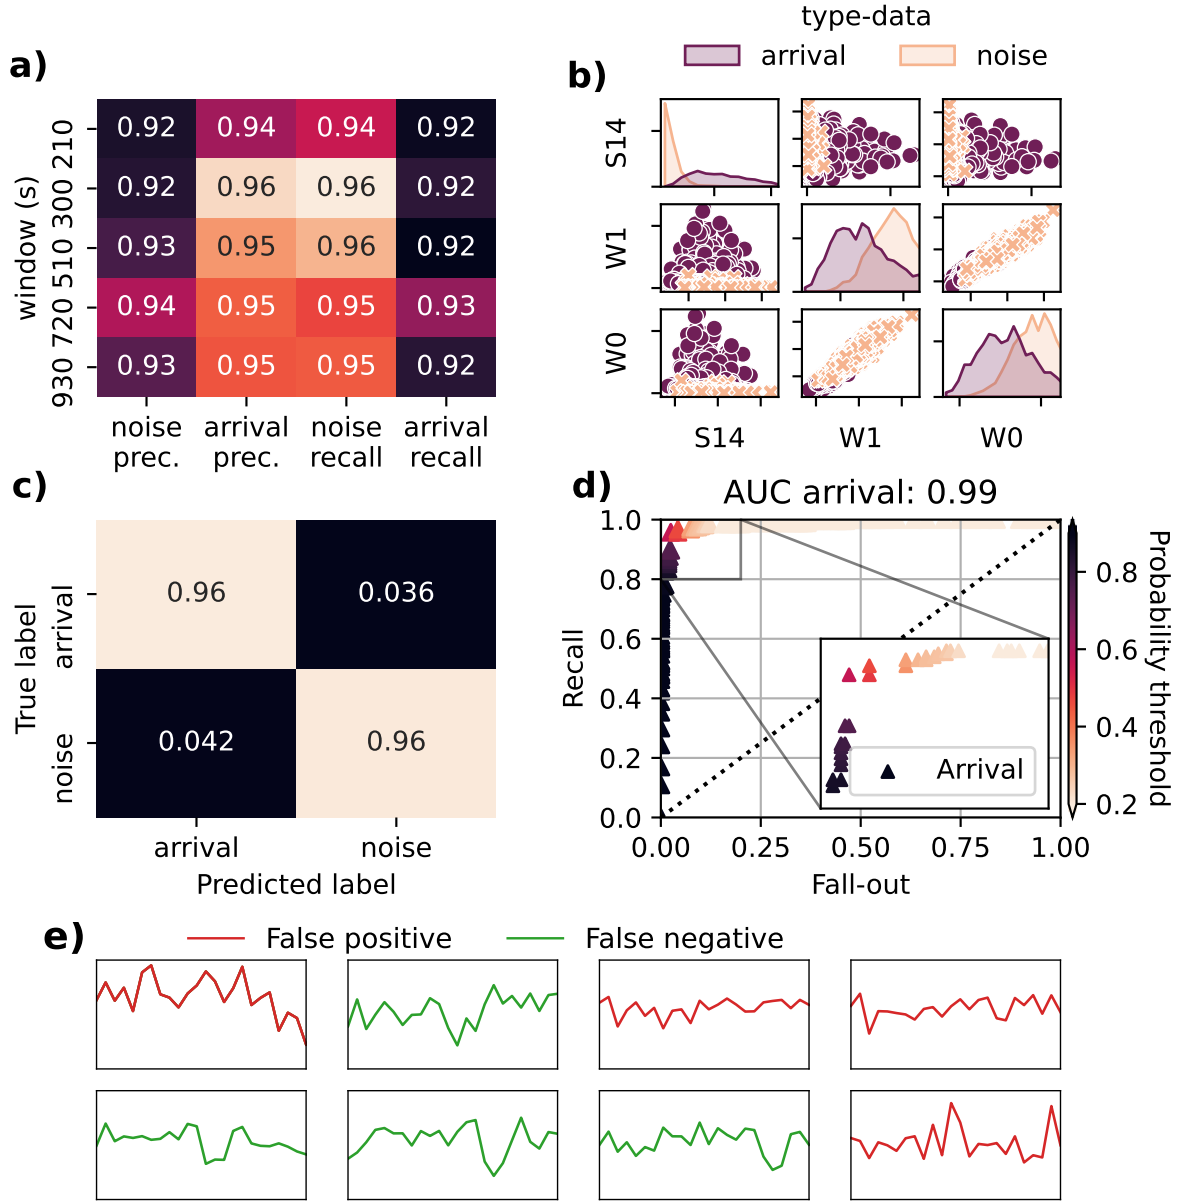 a)
0.92 0.94 0.94 0.92
0.92 0.96 0.96 0.92
0.93 0.95 0.96 0.92
0.94 0.95 0.95 0.93
0.93 0.95 0.95 0.92
window (s)
210
300
510
720
930
noise prec.
arrival prec.
noise recall
arrival recall
b)
type-data
arrival noise
S14
W1
W0
S14 W1 W0
c)
0.96 0.036
0.042 0.96
True label
arrival
noise
arrival noise
Predicted label
d)
AUC arrival: 0.99
Recall
1.0
0.8
0.6
0.4
0.2
0.0
0.00 0.25 0.50 0.75 1.00
Fall-out
Arrival
0.8
0.6
0.4
0.2
Probability threshold
e)
False positive False negative